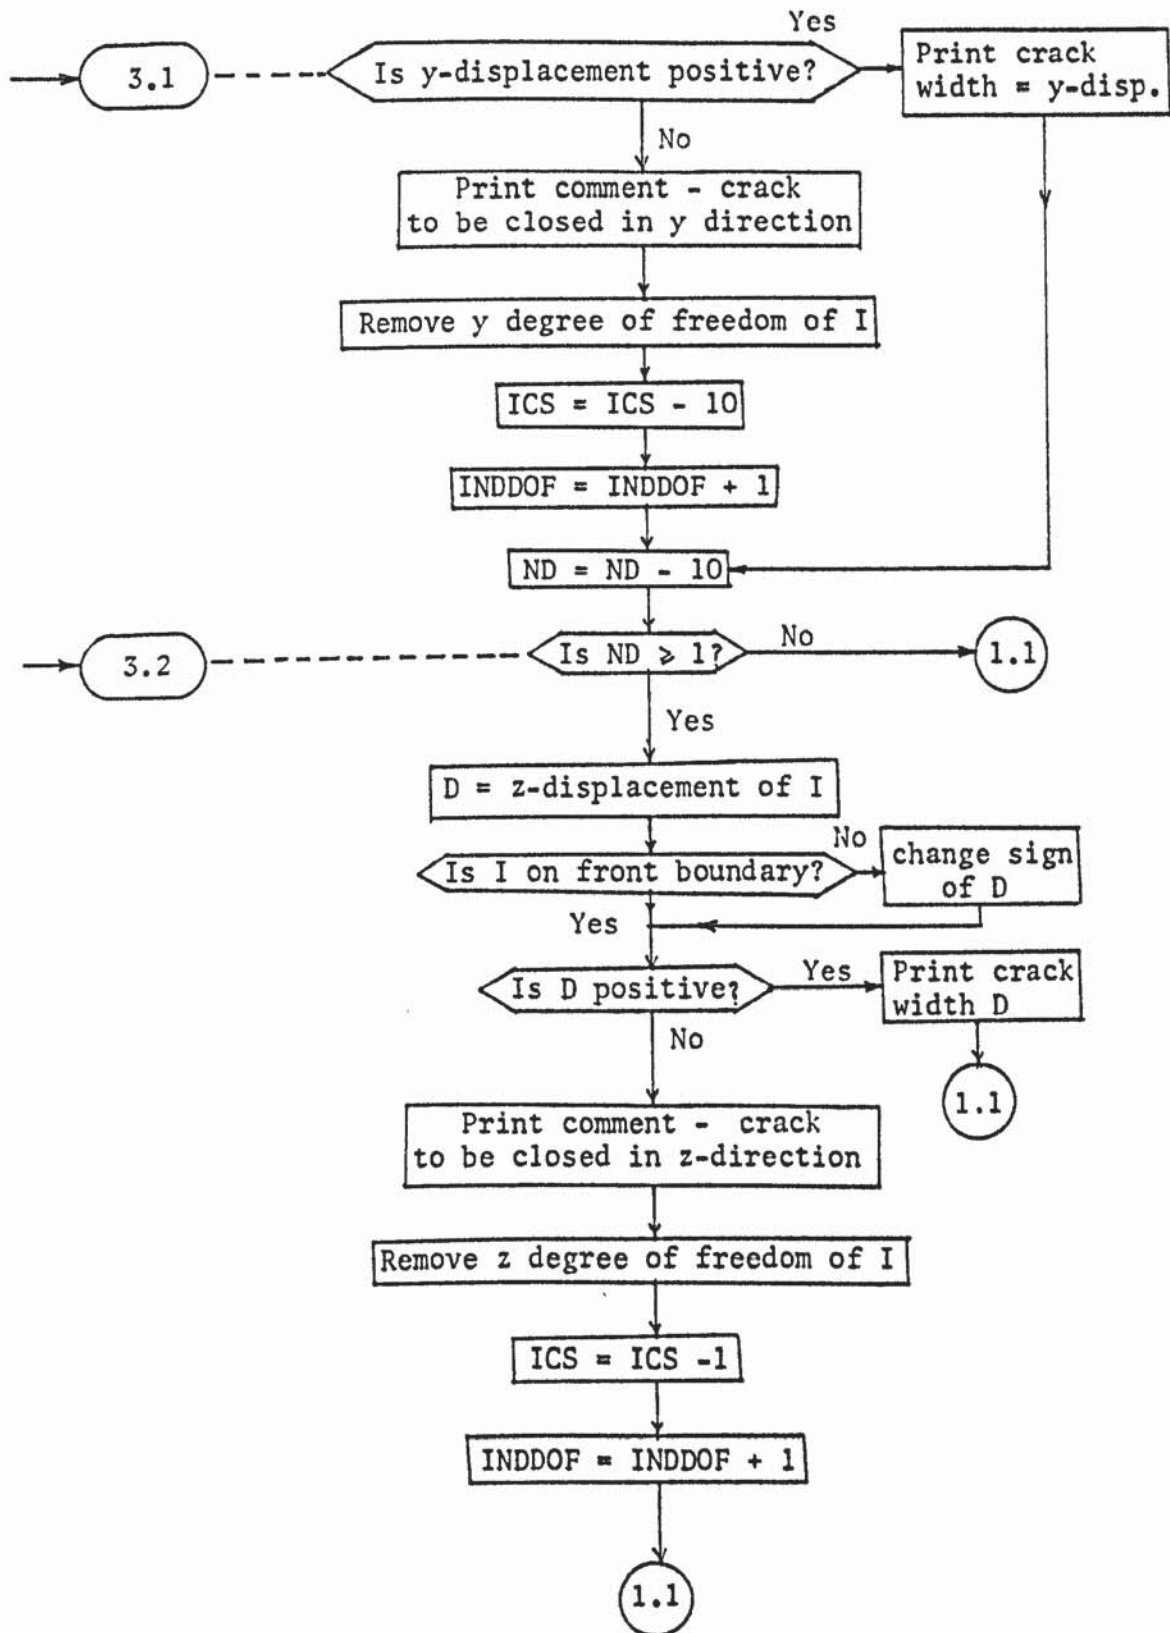 Yes
3.1
Is y-displacement positive?
Print crack
width = y-disp.
No
Print comment - crack
to be closed in y direction
Remove y degree of freedom of I
ICS = ICS - 10
INDDOF = INDDOF + 1
ND = ND - 10
3.2
Is ND ⩾ 1?
No
1.1
Yes
D = z-displacement of I
Is I on front boundary?
No
change sign
of D
Yes
Is D positive?
Yes
Print crack
width D
No
1.1
Print comment - crack
to be closed in z-direction
Remove z degree of freedom of I
ICS = ICS -1
INDDOF = INDDOF + 1
1.1